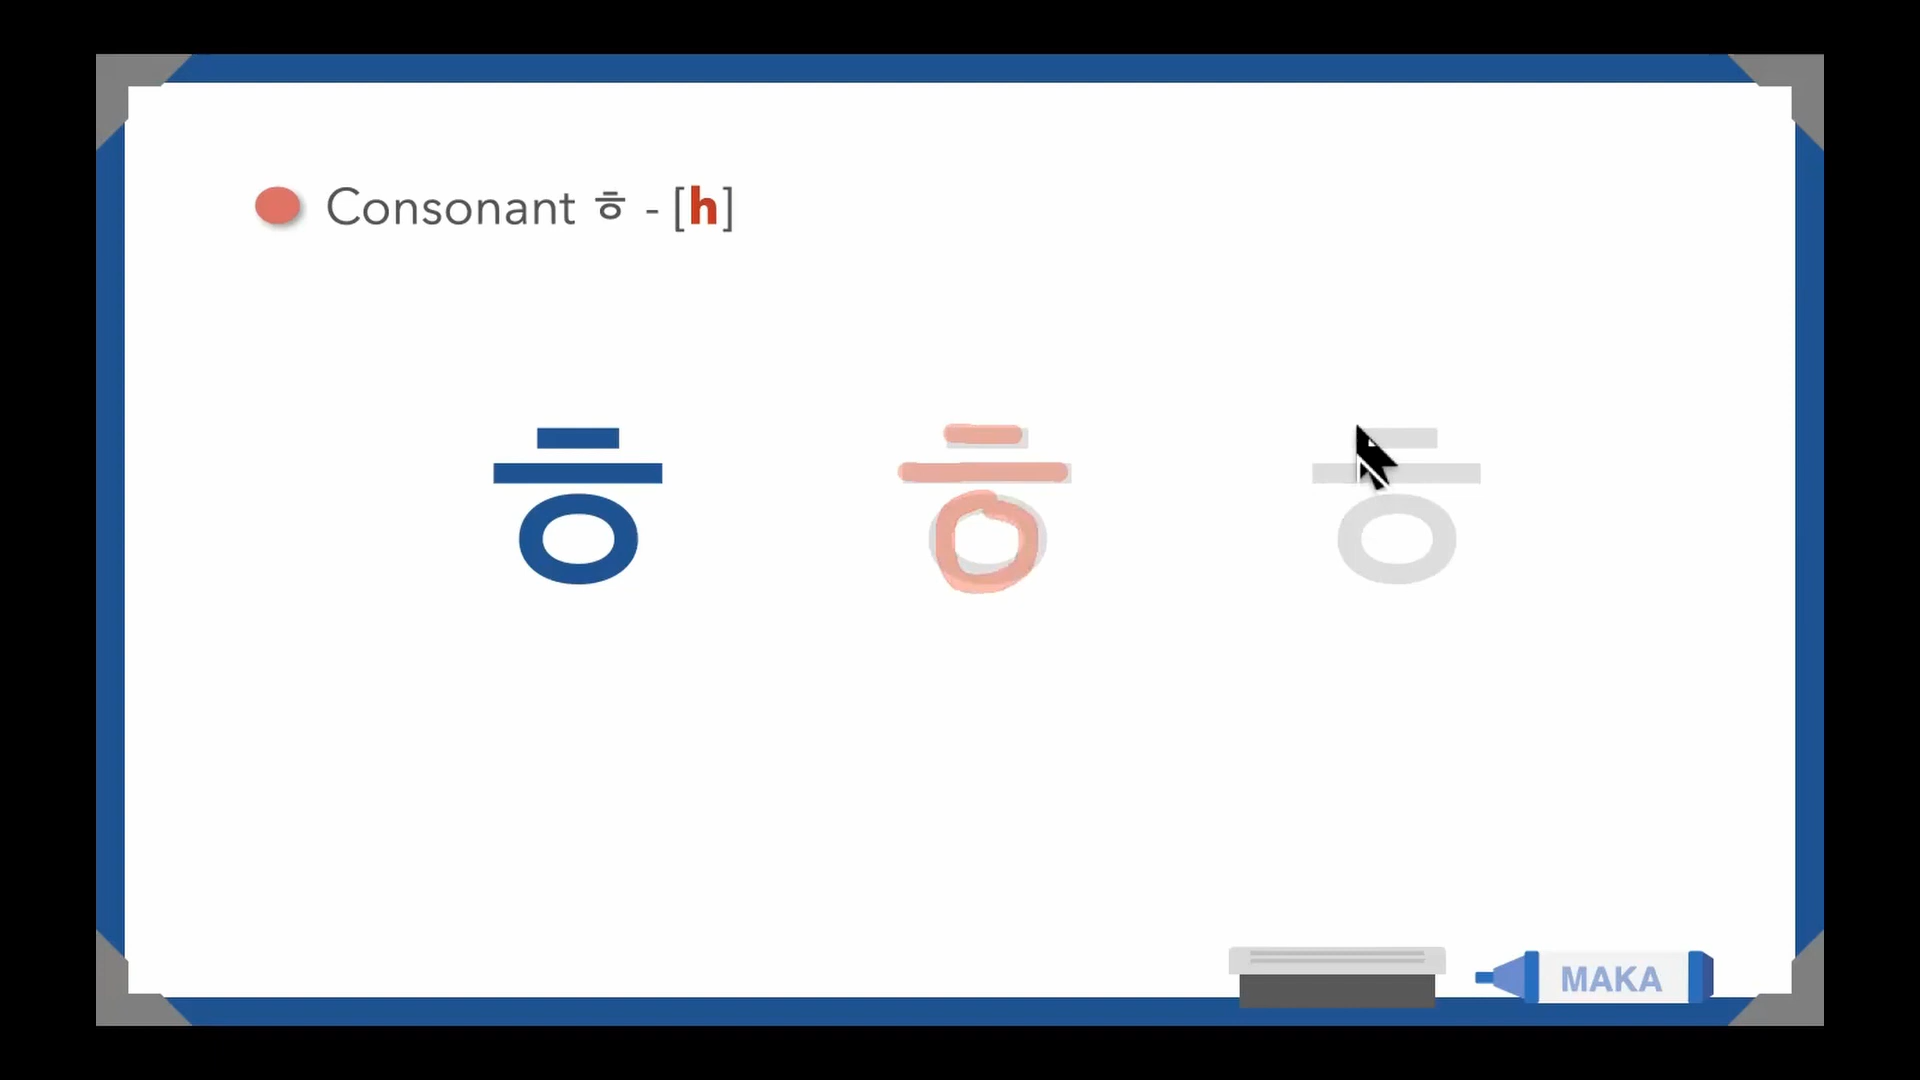 Consonant ㅎ - [h]
ㅎ ㅎ ㅎ
MAKA